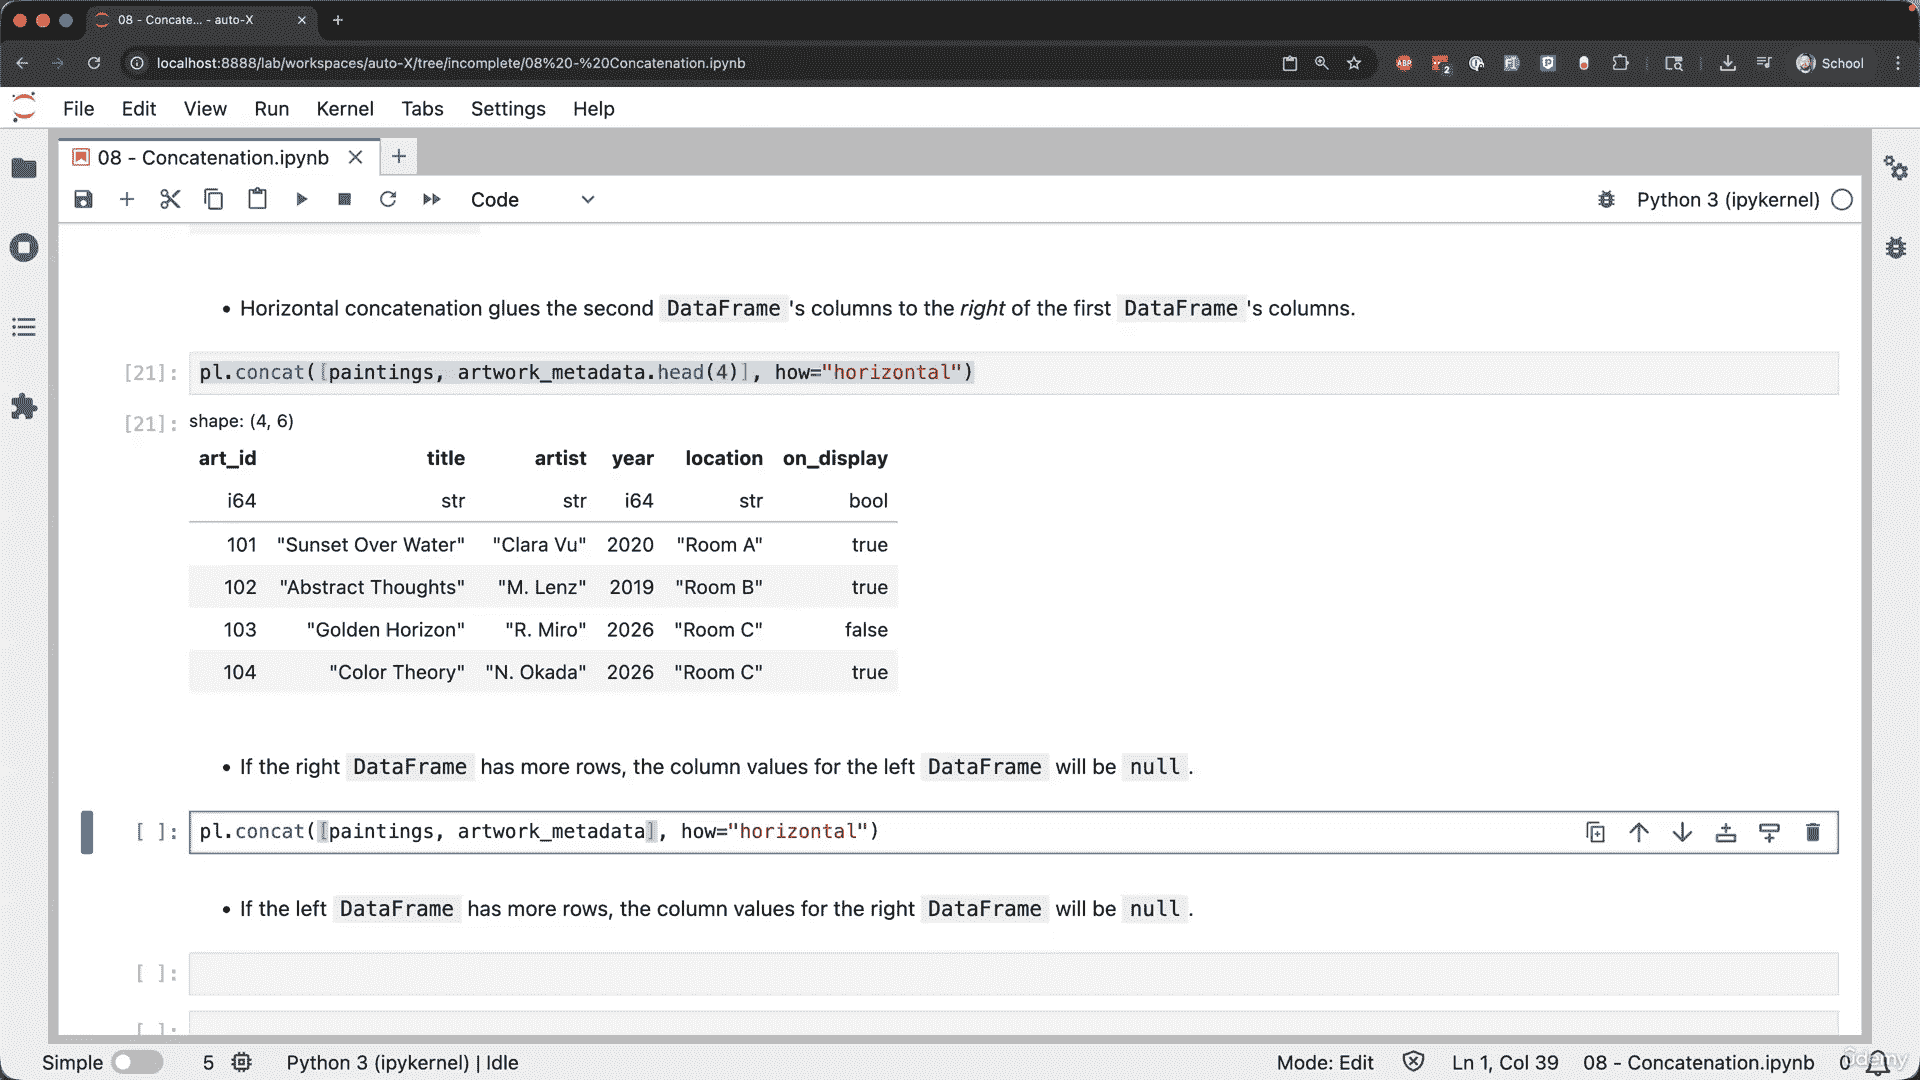 08 - Concate... - auto-X
localhost:8888/lab/workspaces/auto-X/tree/incomplete/08%20-%20Concatenation.ipynb
ABP
2
School
File Edit View Run Kernel Tabs Settings Help
08 - Concatenation.ipynb
Code
Python 3 (ipykernel)
• Horizontal concatenation glues the second DataFrame 's columns to the right of the first DataFrame 's columns.
[21]: pl.concat([paintings, artwork_metadata.head(4)], how="horizontal")
[21]: shape: (4, 6)
art_id title artist year location on_display
i64 str str i64 str bool
101 "Sunset Over Water" "Clara Vu" 2020 "Room A" true
102 "Abstract Thoughts" "M. Lenz" 2019 "Room B" true
103 "Golden Horizon" "R. Miro" 2026 "Room C" false
104 "Color Theory" "N. Okada" 2026 "Room C" true
• If the right DataFrame has more rows, the column values for the left DataFrame will be null .
[ ]: pl.concat([paintings, artwork_metadata], how="horizontal")
• If the left DataFrame has more rows, the column values for the right DataFrame will be null .
[ ]:
[ ]:
Simple 5 Python 3 (ipykernel) | Idle Mode: Edit Ln 1, Col 39 08 - Concatenation.ipynb 0
udemy